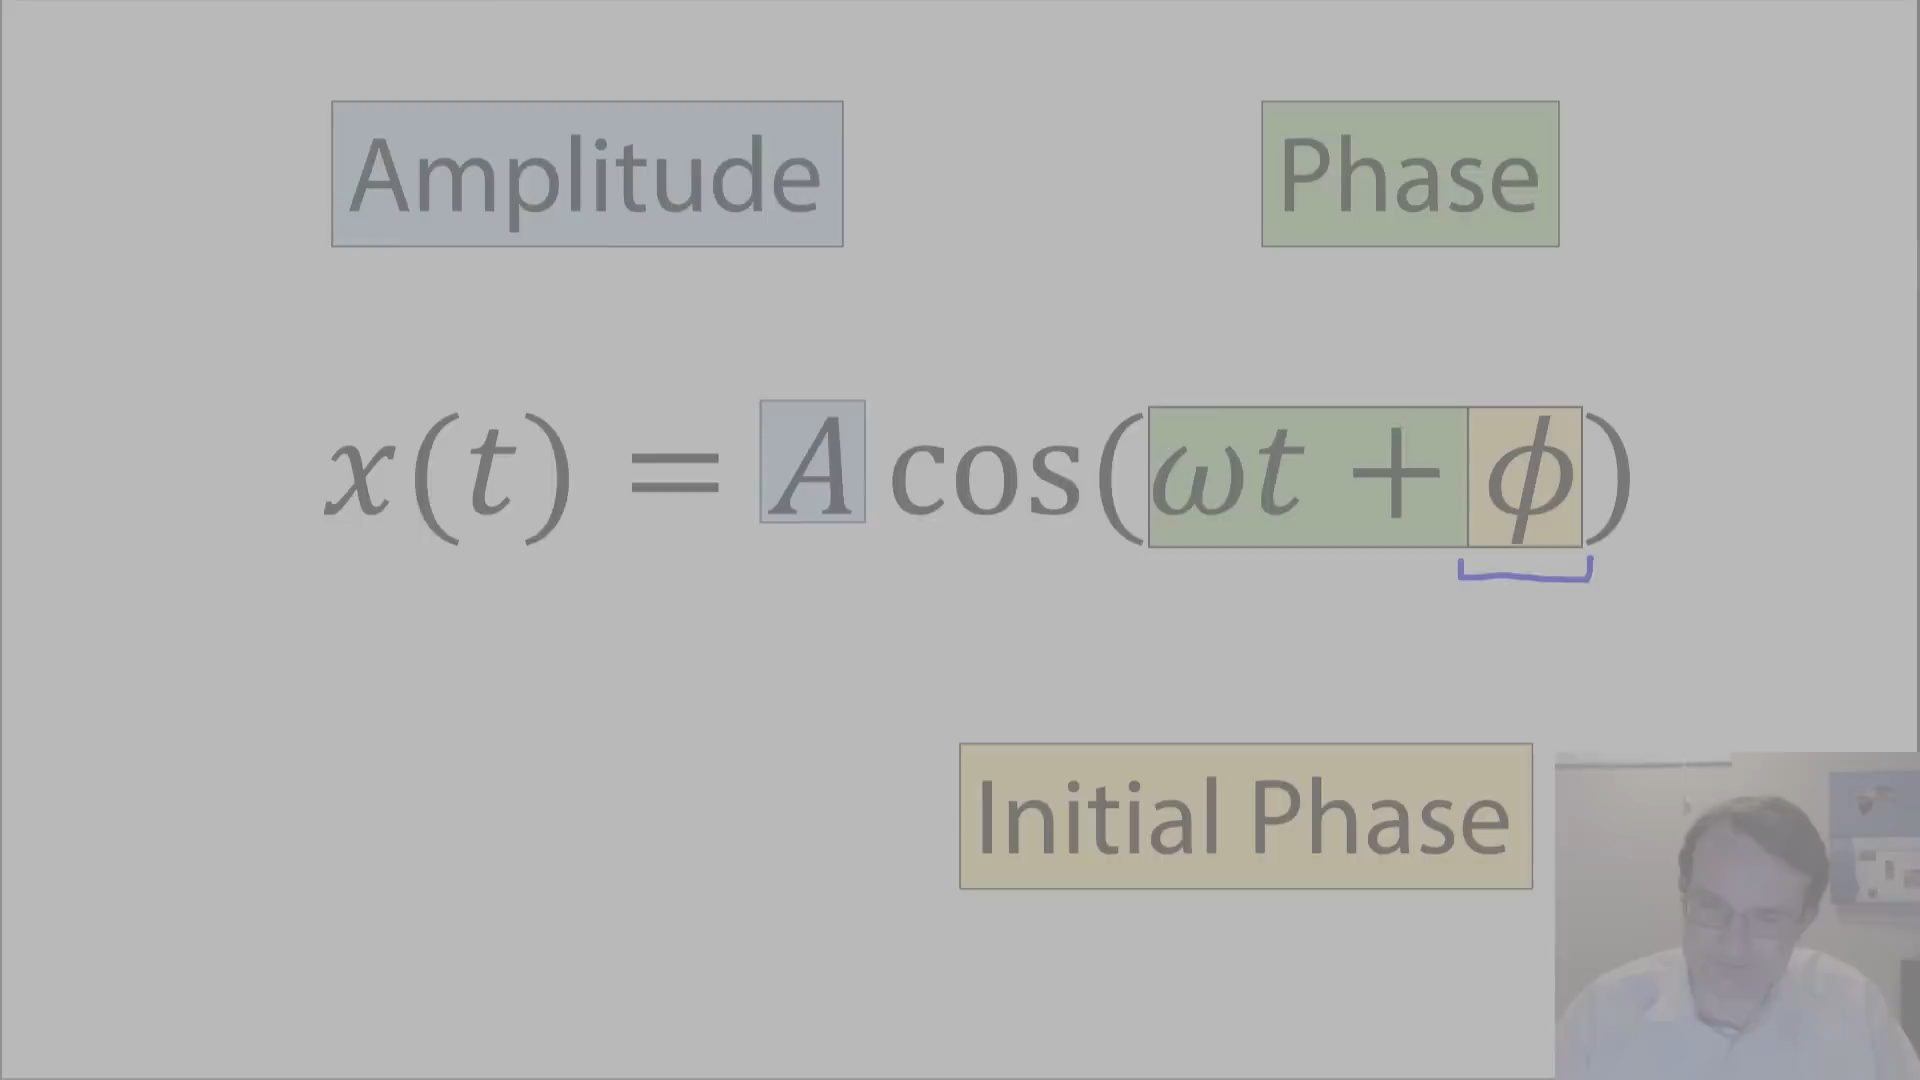 Amplitude Phase
x(t) = A cos(ωt + ϕ)
Initial Phase